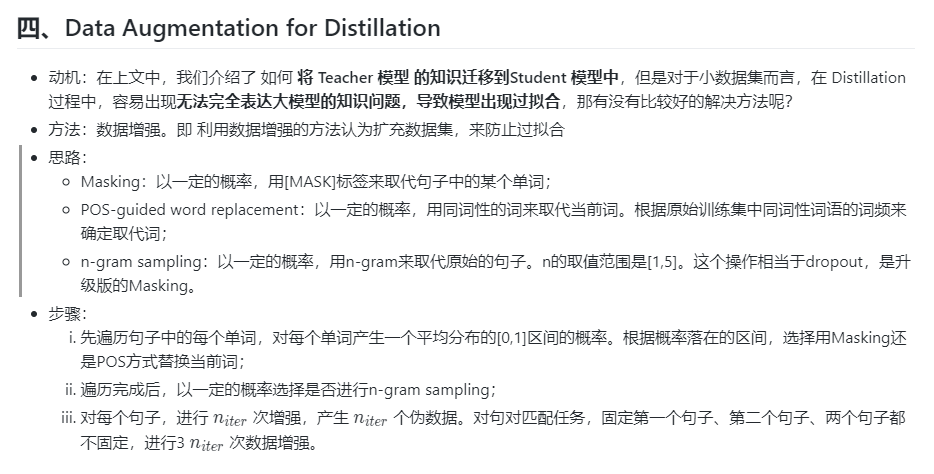 四、Data Augmentation for Distillation
• 动机：在上文中，我们介绍了 如何 将 Teacher 模型 的知识迁移到Student 模型中，但是对于小数据集而言，在 Distillation
过程中，容易出现无法完全表达大模型的知识问题，导致模型出现过拟合，那有没有比较好的解决方法呢？
• 方法：数据增强。即 利用数据增强的方法认为扩充数据集，来防止过拟合
• 思路：
○ Masking：以一定的概率，用[MASK]标签来取代句子中的某个单词；
○ POS-guided word replacement：以一定的概率，用同词性的词来取代当前词。根据原始训练集中同词性词语的词频来
确定取代词；
○ n-gram sampling：以一定的概率，用n-gram来取代原始的句子。n的取值范围是[1,5]。这个操作相当于dropout，是升
级版的Masking。
• 步骤：
i. 先遍历句子中的每个单词，对每个单词产生一个平均分布的[0,1]区间的概率。根据概率落在的区间，选择用Masking还
是POS方式替换当前词；
ii. 遍历完成后，以一定的概率选择是否进行n-gram sampling；
iii. 对每个句子，进行 n_iter 次增强，产生 n_iter 个伪数据。对句对匹配任务，固定第一个句子、第二个句子、两个句子都
不固定，进行3 n_iter 次数据增强。